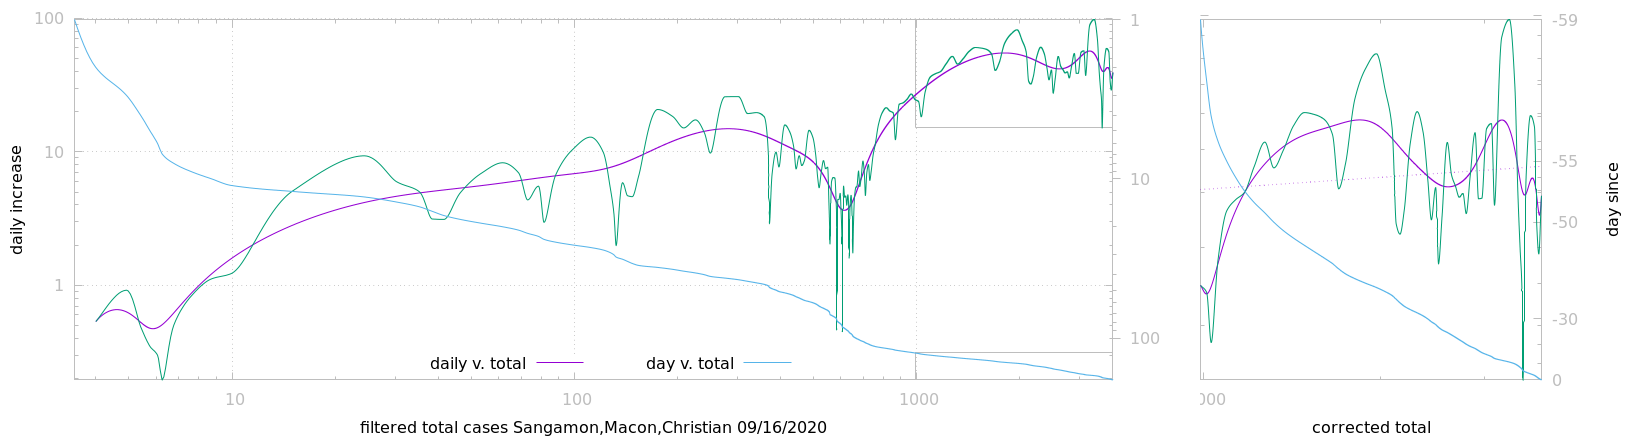 100
10
1
daily increase
10
100
1000
1
10
100
daily v. total
day v. total
filtered total cases Sangamon,Macon,Christian 09/16/2020
-59
-55
-50
-30
0
day since
000
corrected total